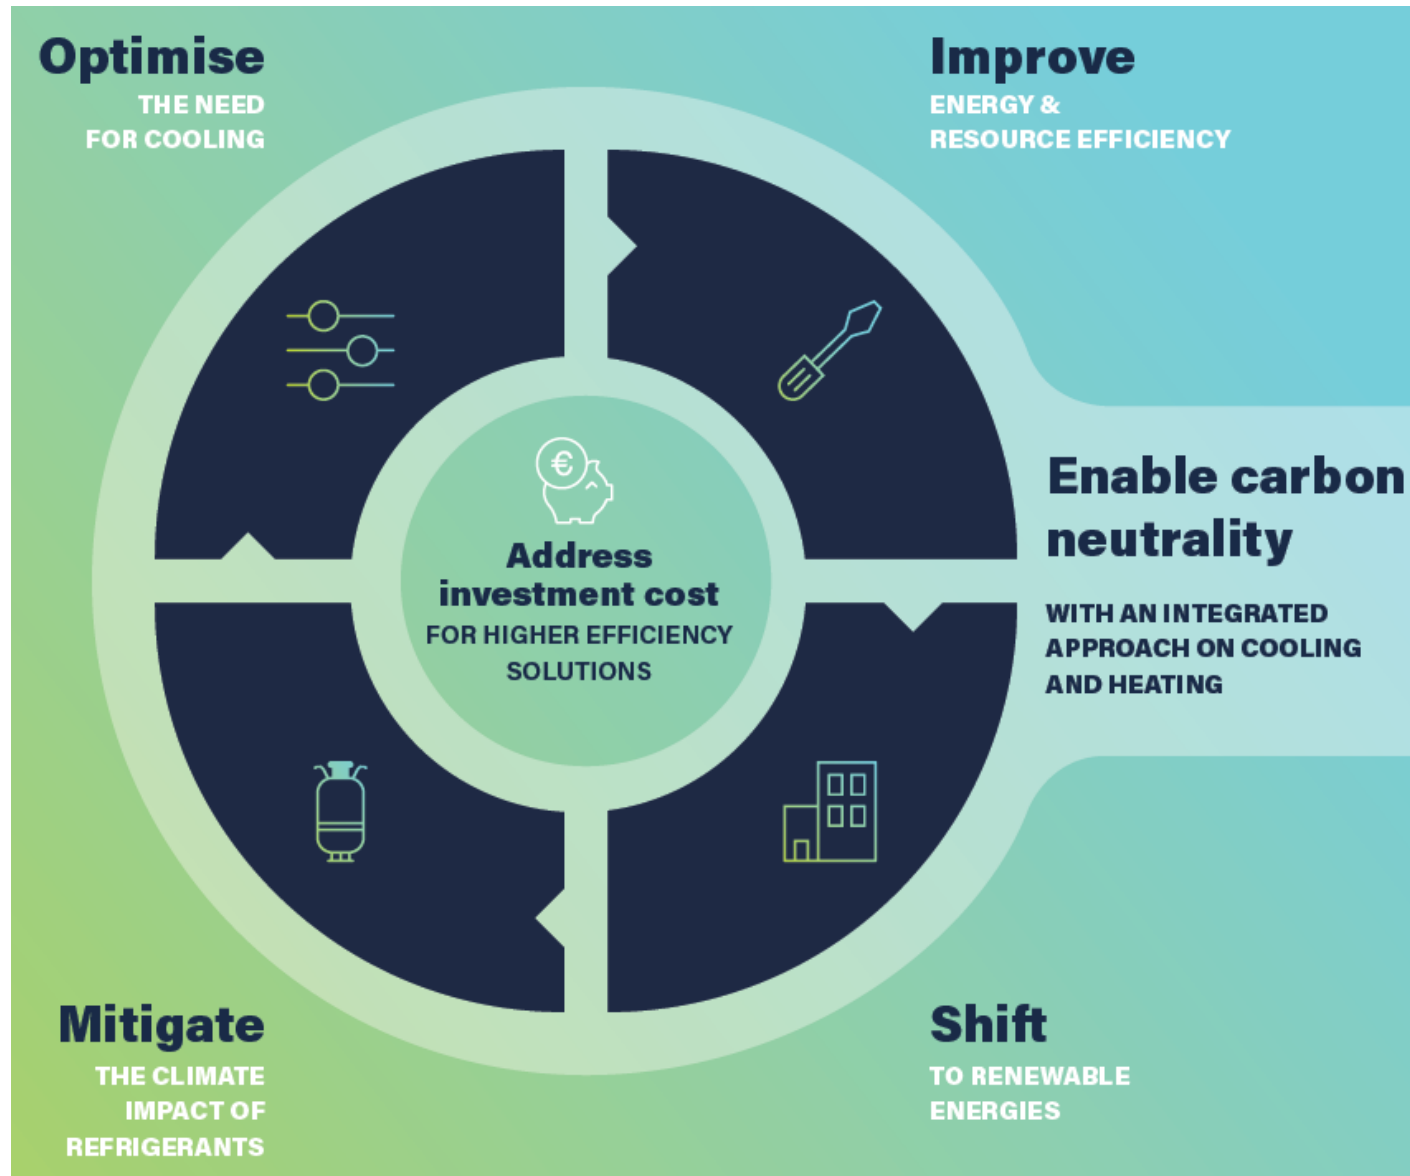 Optimise
THE NEED
FOR COOLING
Improve
ENERGY &
RESOURCE EFFICIENCY
€
Address
investment cost
FOR HIGHER EFFICIENCY
SOLUTIONS
Enable carbon
neutrality
WITH AN INTEGRATED
APPROACH ON COOLING
AND HEATING
Mitigate
THE CLIMATE
IMPACT OF
REFRIGERANTS
Shift
TO RENEWABLE
ENERGIES